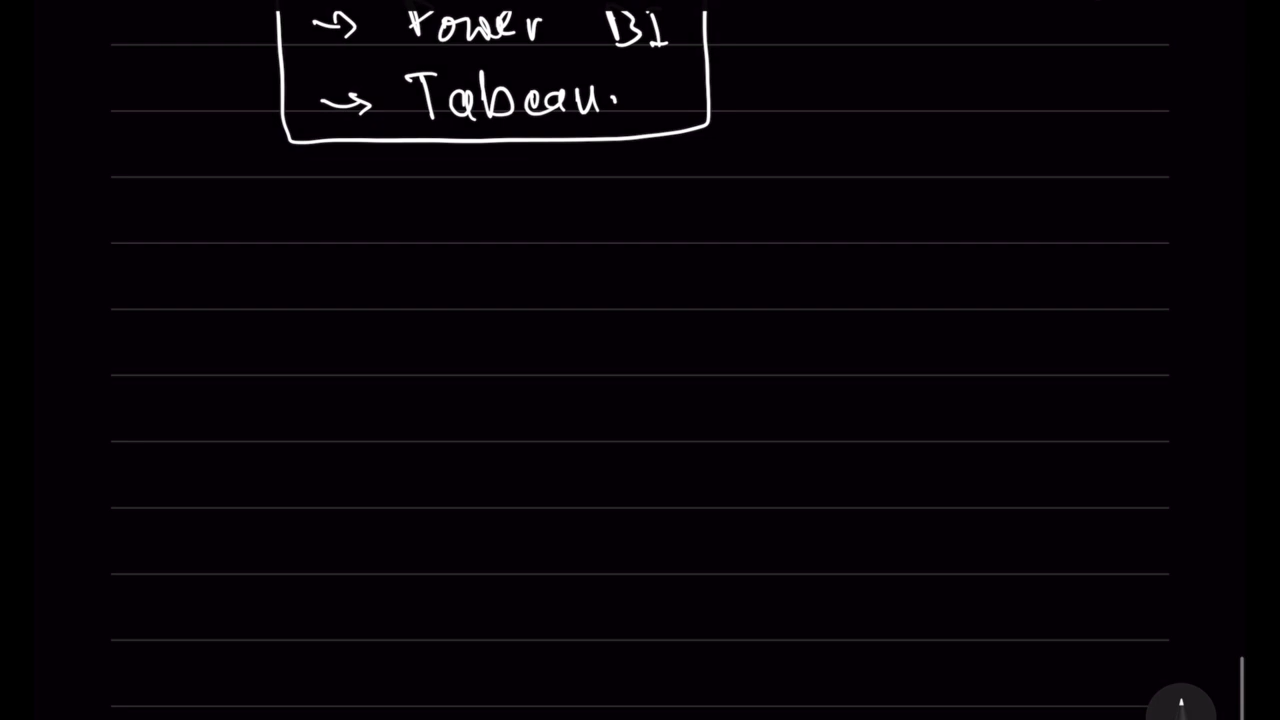 → Power BI
→ Tabeau.